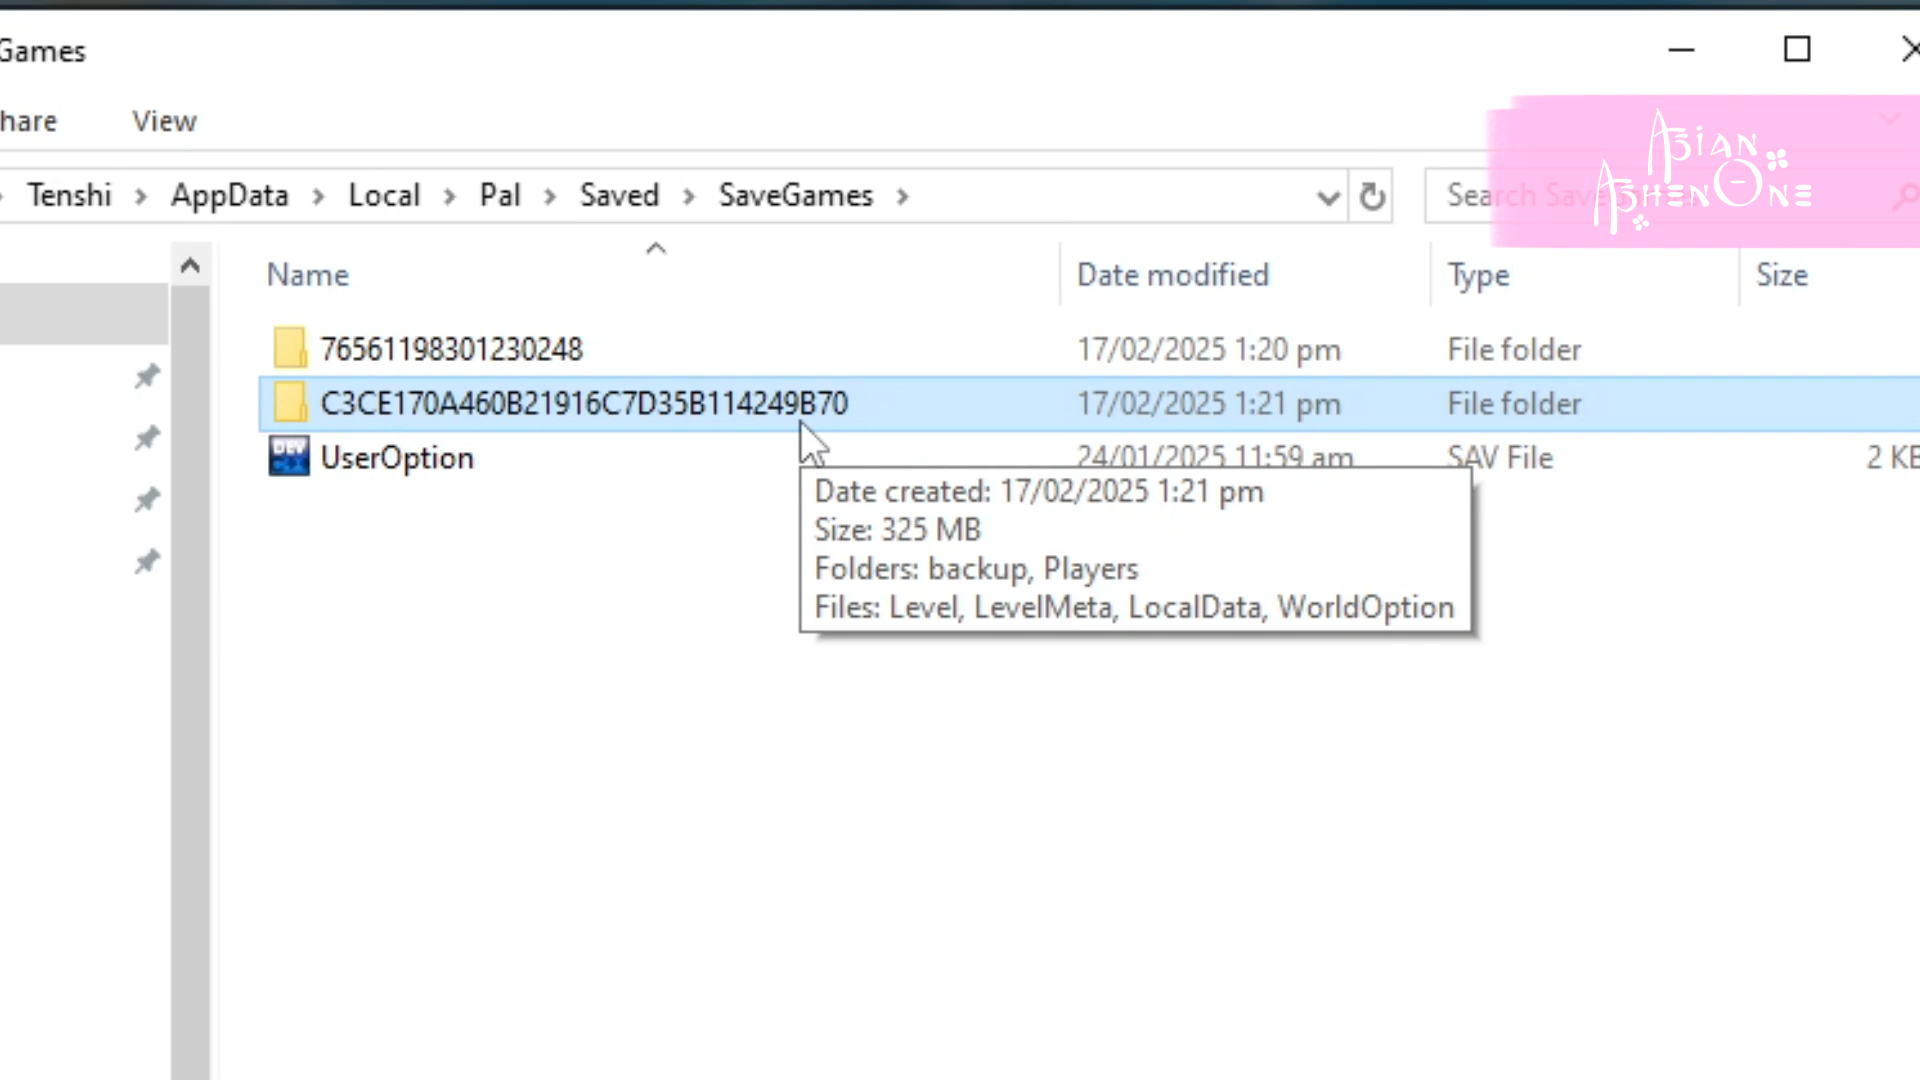 Games
hare View
Tenshi > AppData > Local > Pal > Saved > SaveGames >
Search Save
ASIAN
ASHENONE
Name Date modified Type Size
76561198301230248 17/02/2025 1:20 pm File folder
C3CE170A460B21916C7D35B114249B70 17/02/2025 1:21 pm File folder
UserOption 24/01/2025 11:59 am SAV File 2 KB
Date created: 17/02/2025 1:21 pm
Size: 325 MB
Folders: backup, Players
Files: Level, LevelMeta, LocalData, WorldOption